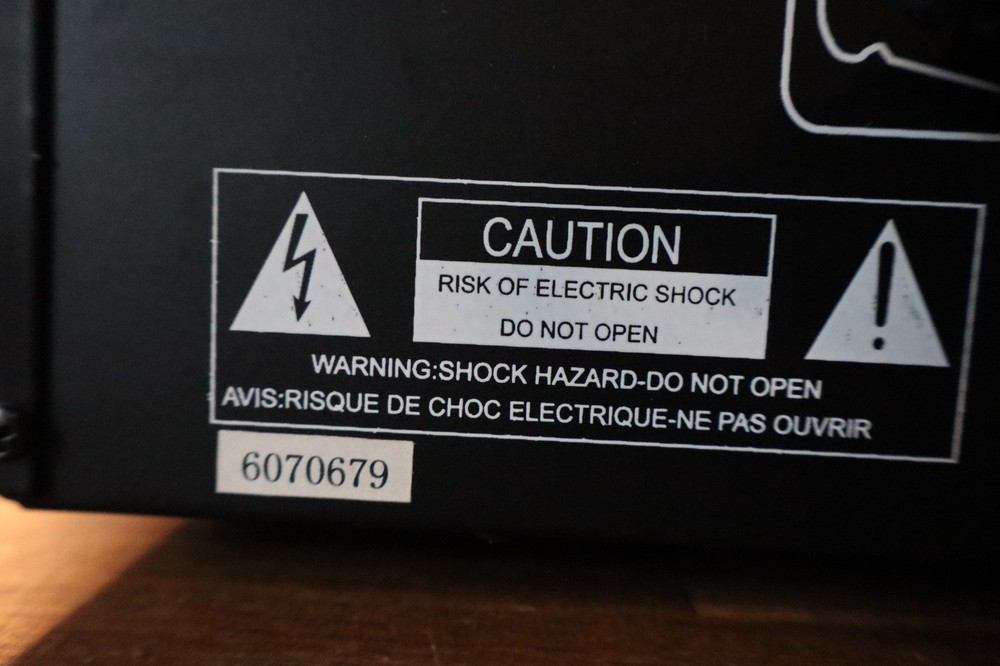 CAUTION
RISK OF ELECTRIC SHOCK
DO NOT OPEN
WARNING:SHOCK HAZARD-DO NOT OPEN
AVIS:RISQUE DE CHOC ELECTRIQUE-NE PAS OUVRIR
6070679